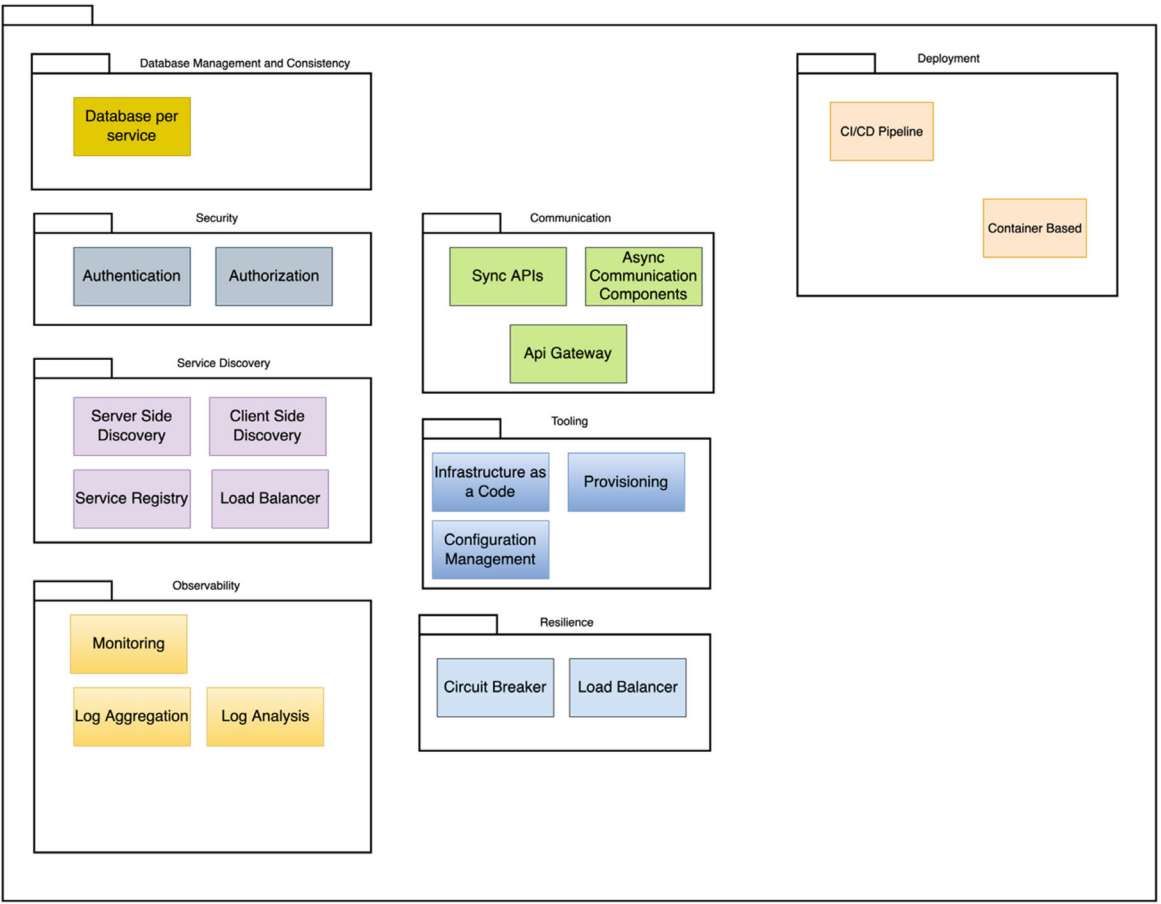 Database Management and Consistency
Database per
service
Security
Authentication
Authorization
Service Discovery
Server Side
Discovery
Client Side
Discovery
Service Registry
Load Balancer
Observability
Monitoring
Log Aggregation
Log Analysis
Communication
Sync APIs
Async
Communication
Components
Api Gateway
Tooling
Infrastructure as
a Code
Provisioning
Configuration
Management
Resilience
Circuit Breaker
Load Balancer
Deployment
CI/CD Pipeline
Container Based